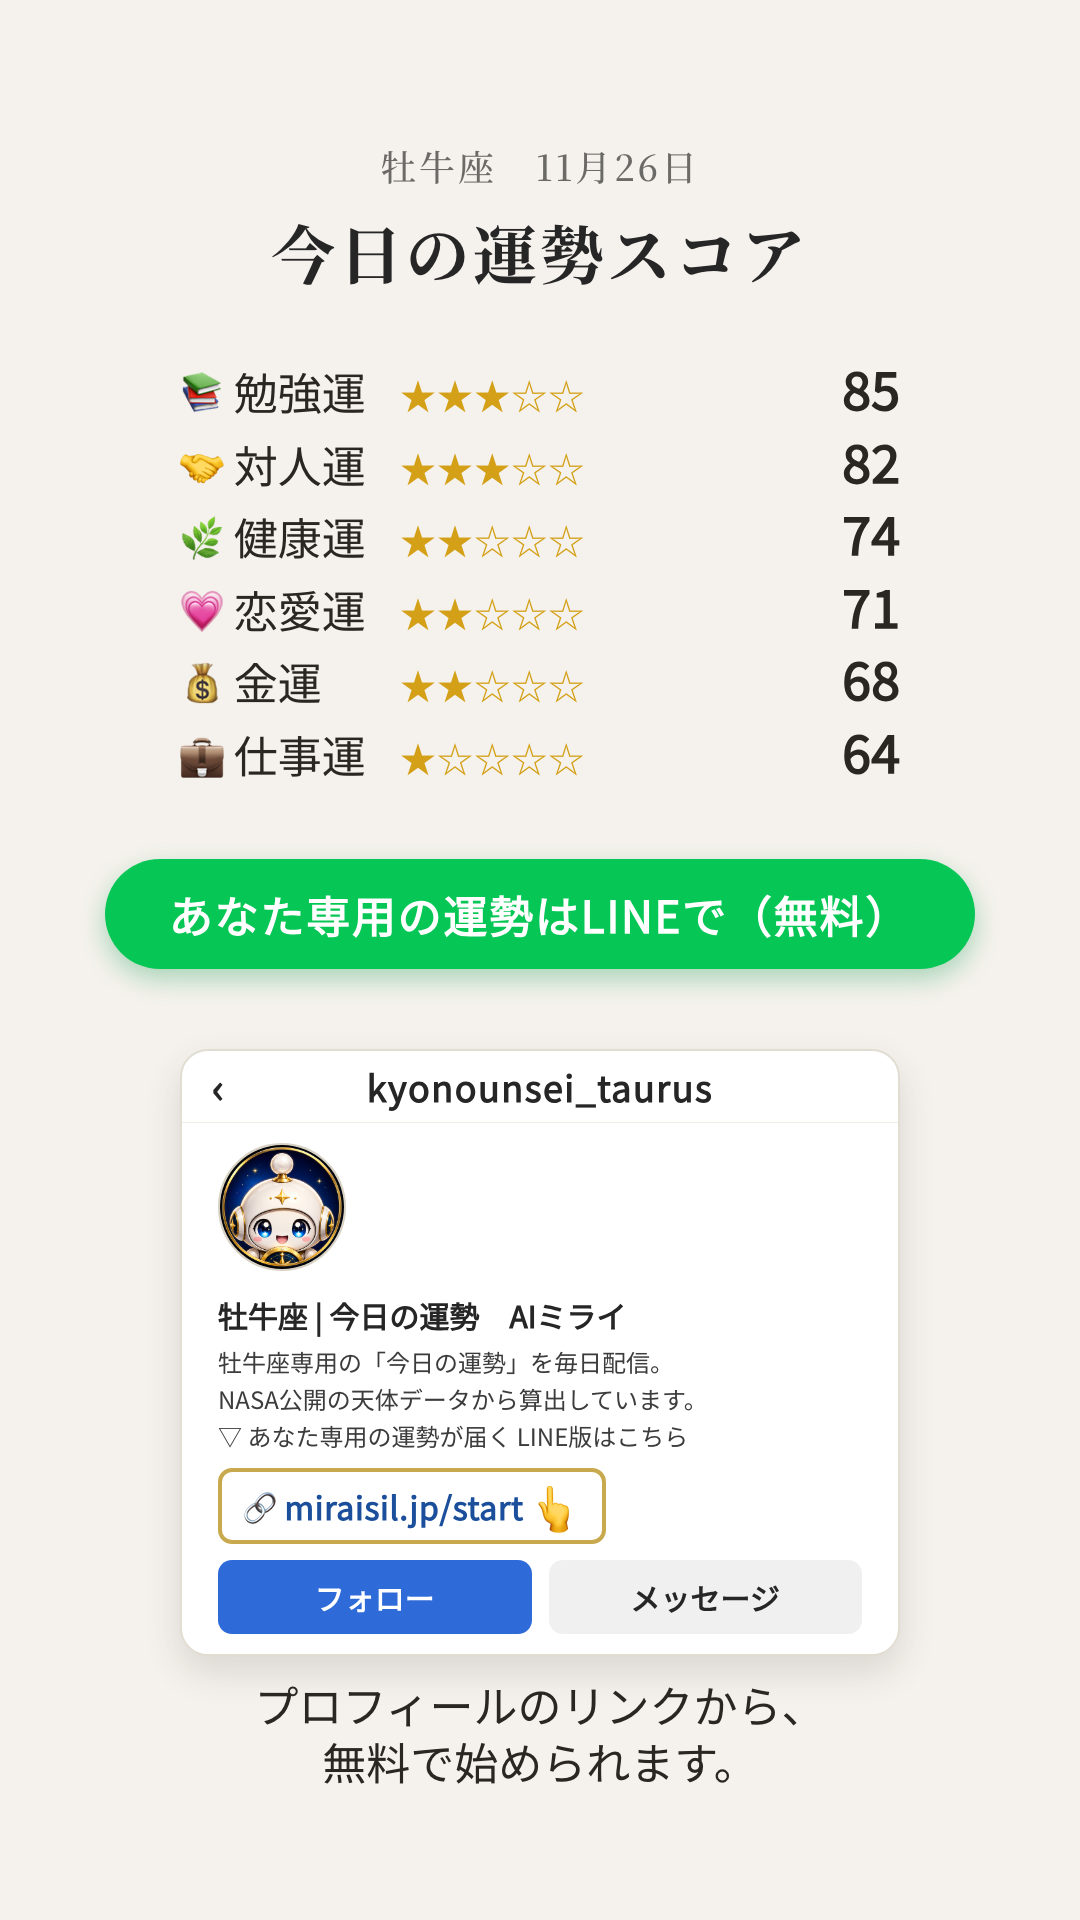 牡牛座 11月26日
今日の運勢スコア
勉強運 ★★★☆☆ 85
対人運 ★★★☆☆ 82
健康運 ★★☆☆☆ 74
恋愛運 ★★☆☆☆ 71
金運 ★★☆☆☆ 68
仕事運 ★☆☆☆☆ 64
あなた専用の運勢はLINEで（無料）
‹ kyonounsei_taurus
牡牛座 | 今日の運勢 AIミライ
牡牛座専用の「今日の運勢」を毎日配信。
NASA公開の天体データから算出しています。
▽ あなた専用の運勢が届く LINE版はこちら
miraisil.jp/start
フォロー メッセージ
プロフィールのリンクから、
無料で始められます。